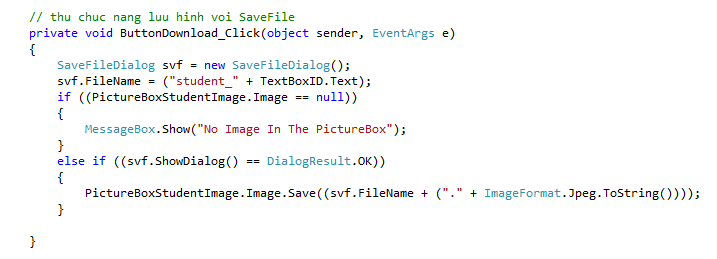 // thu chuc nang luu hinh voi SaveFile
private void ButtonDownload_Click(object sender, EventArgs e)
{
    SaveFileDialog svf = new SaveFileDialog();
    svf.FileName = ("student_" + TextBoxID.Text);
    if ((PictureBoxStudentImage.Image == null))
    {
        MessageBox.Show("No Image In The PictureBox");
    }
    else if ((svf.ShowDialog() == DialogResult.OK))
    {
        PictureBoxStudentImage.Image.Save((svf.FileName + ("." + ImageFormat.Jpeg.ToString())));
    }
}